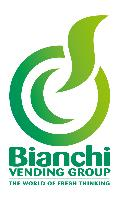 Bianchi
VENDING GROUP
THE WORLD OF FRESH THINKING